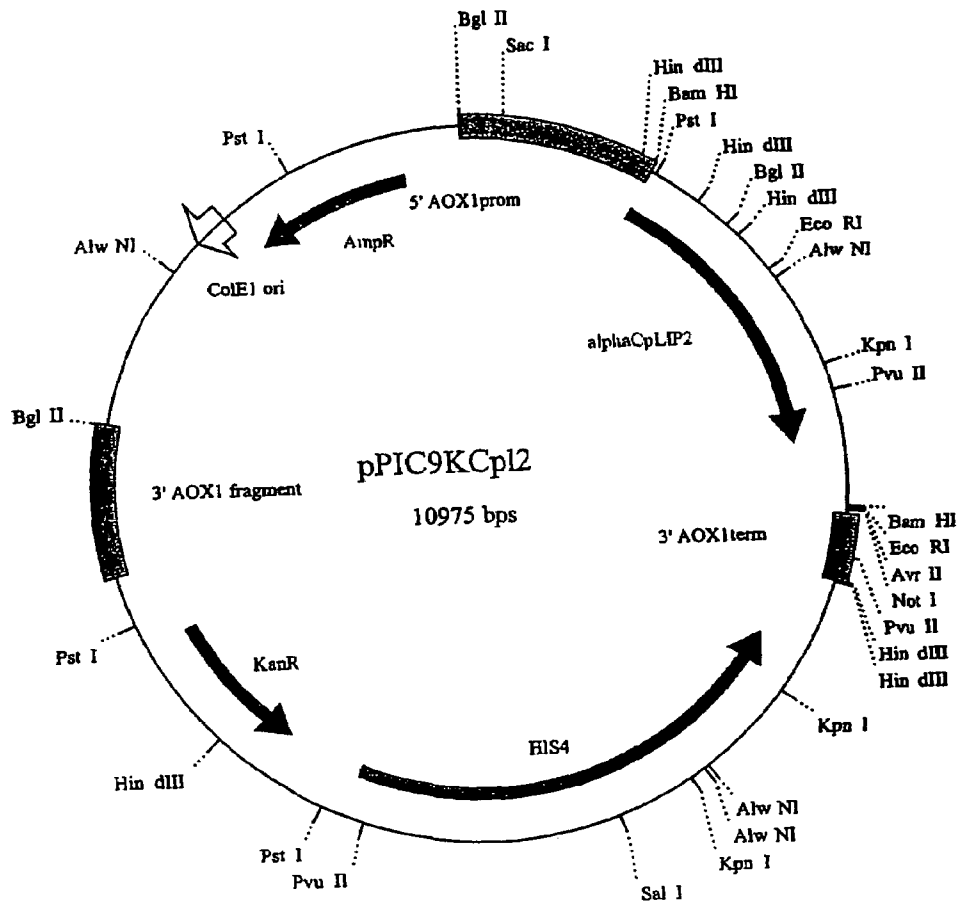 Bgl II
Sac I
Hin dIII
Bam HI
Pst I
Hin dIII
Bgl II
Hin dIII
Eco RI
Alw NI
Kpn I
Pvu II
Bam HI
Eco RI
Avr II
Not I
Pvu II
Hin dIII
Hin dIII
Kpn I
Alw NI
Alw NI
Kpn I
Sal I
Pvu II
Pst I
Hin dIII
Pst I
Bgl II
Alw NI
Pst I
5' AOX1prom
AmpR
ColE1 ori
alphaCpLIP2
pPIC9KCpl2
10975 bps
3' AOX1 fragment
3' AOX1term
KanR
HIS4